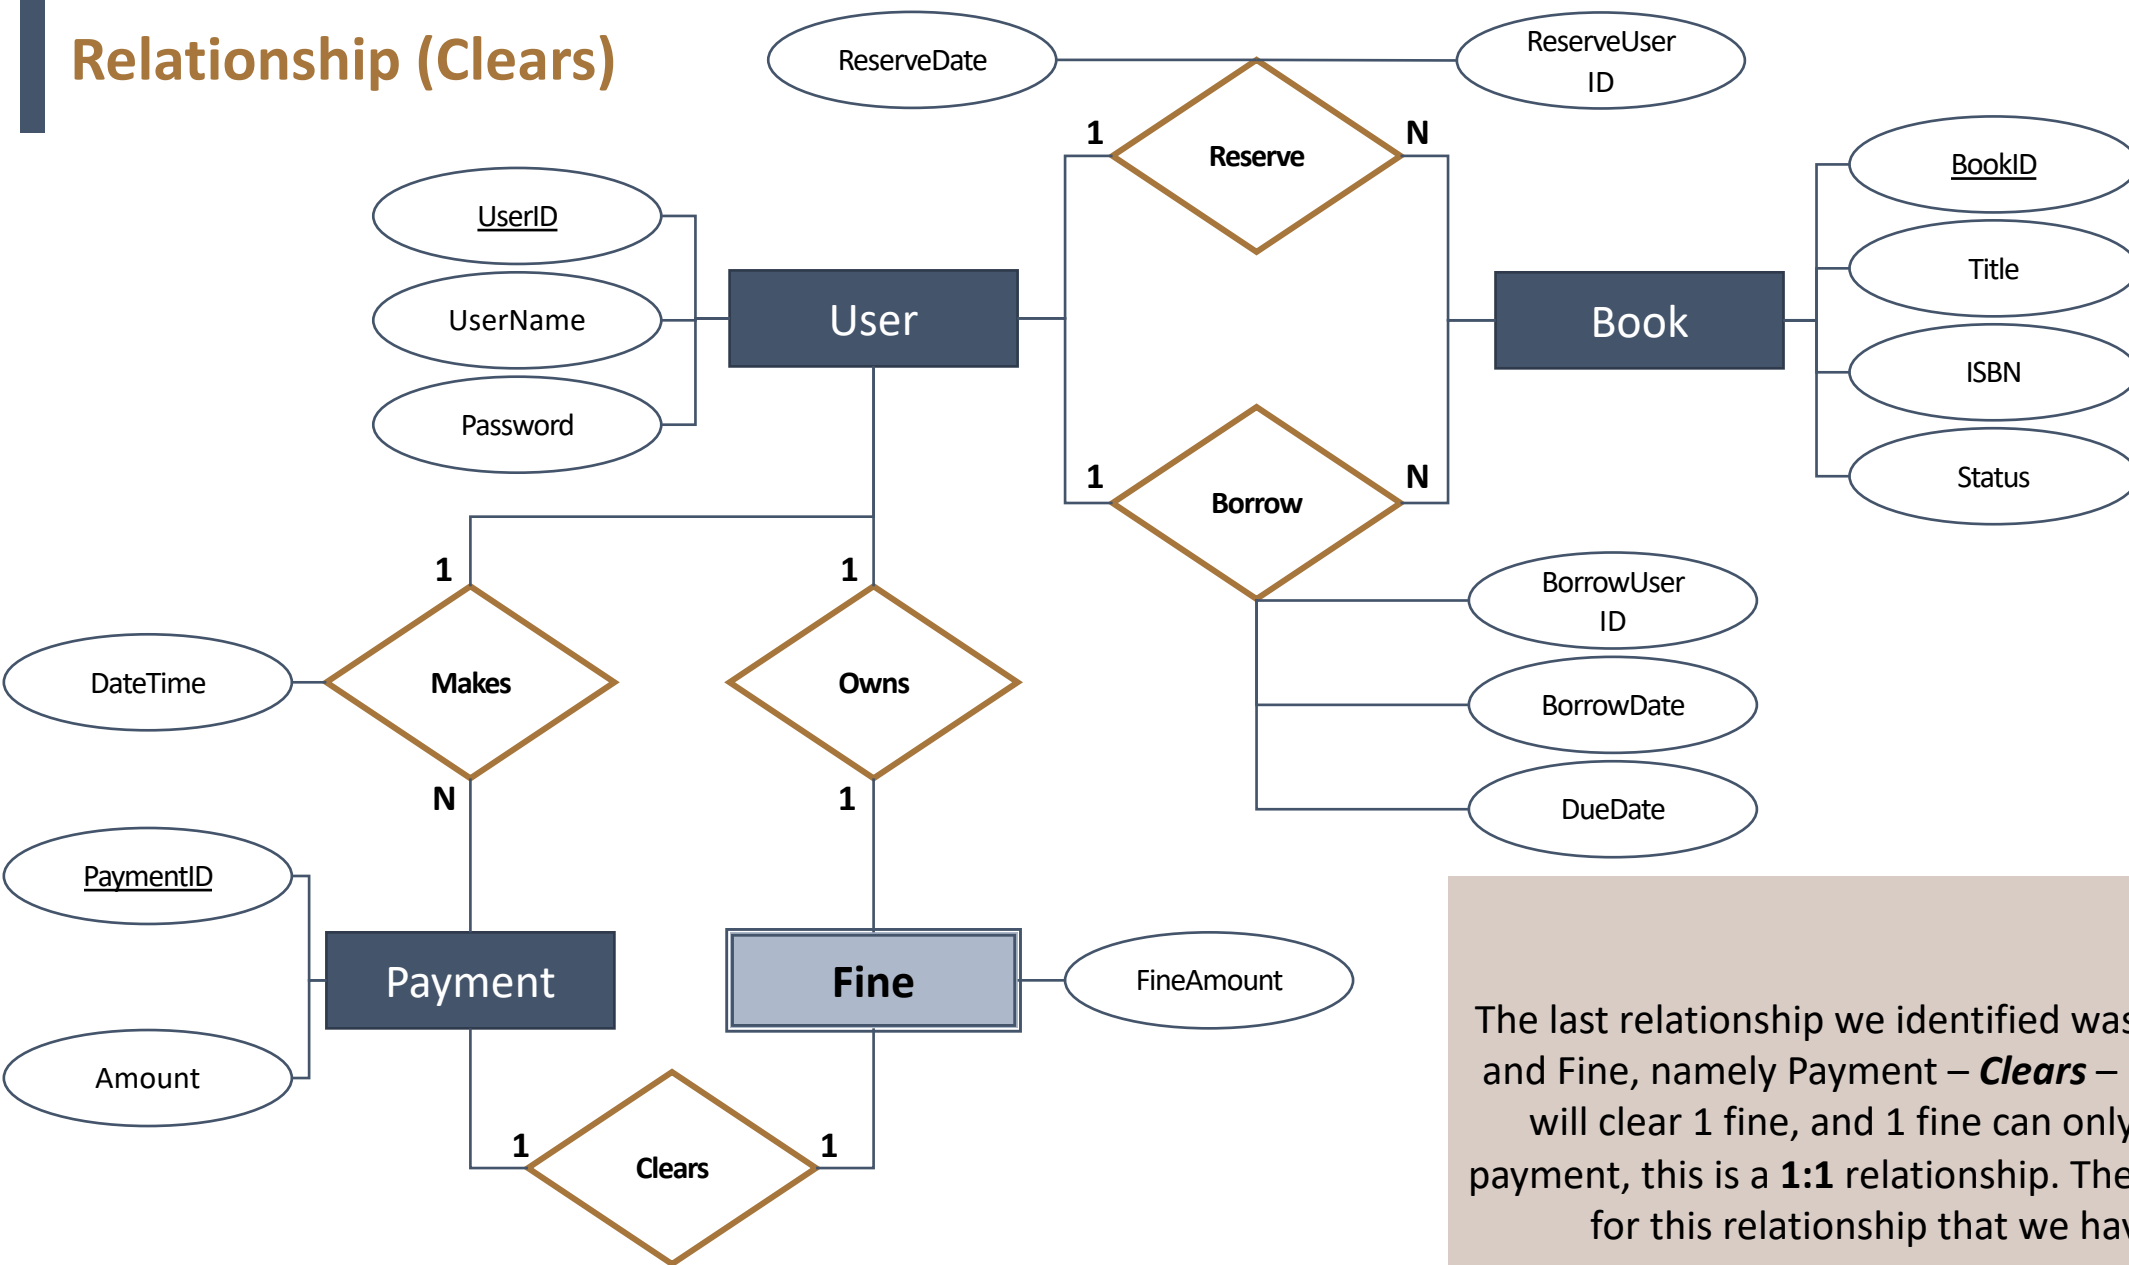 Relationship (Clears)
ReserveDate
ReserveUser
ID
1
N
Reserve
BookID
UserID
Title
UserName
User
Book
ISBN
Password
Status
1
N
Borrow
1
1
BorrowUser
ID
DateTime
Makes
Owns
BorrowDate
N
1
DueDate
PaymentID
Payment
Fine
FineAmount
Amount
The last relationship we identified was
and Fine, namely Payment – Clears –
will clear 1 fine, and 1 fine can only
payment, this is a 1:1 relationship. The
for this relationship that we hav
1
1
Clears